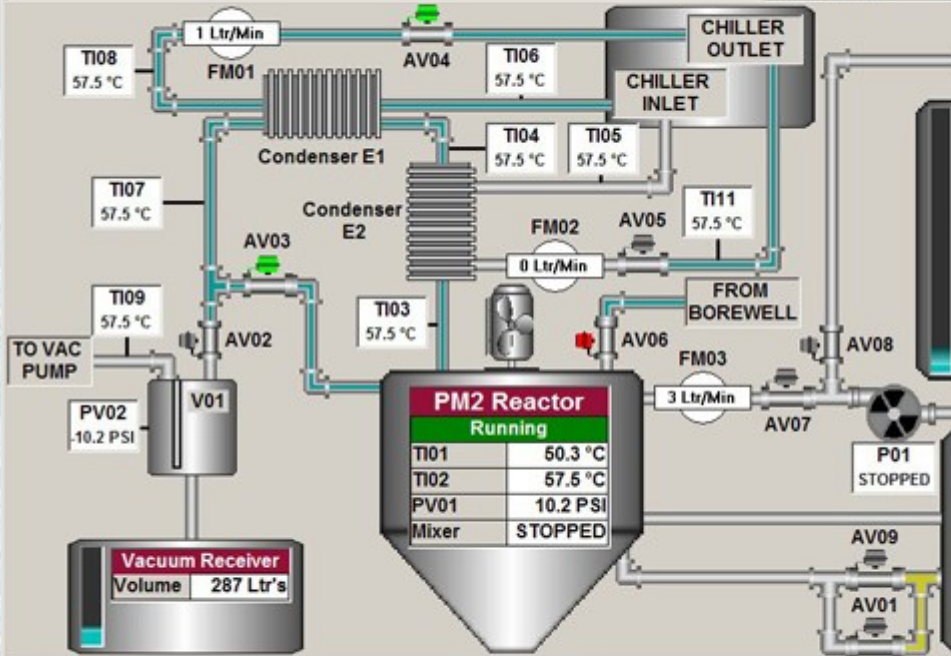 CHILLER
OUTLET
1 Ltr/Min
AV04
TI08
57.5 °C
FM01
TI06
57.5 °C
CHILLER
INLET
TI04
57.5 °C
TI05
57.5 °C
Condenser E1
TI07
57.5 °C
Condenser
E2
TI11
57.5 °C
FM02
AV05
AV03
0 Ltr/Min
FROM
BOREWELL
TI09
57.5 °C
TI03
57.5 °C
AV02
AV06
AV08
TO VAC
PUMP
FM03
V01
PM2 Reactor
3 Ltr/Min
PV02
-10.2 PSI
Running
AV07
TI01 50.3 °C
P01
STOPPED
TI02 57.5 °C
PV01 10.2 PSI
Mixer STOPPED
AV09
Vacuum Receiver
Volume 287 Ltr's
AV01